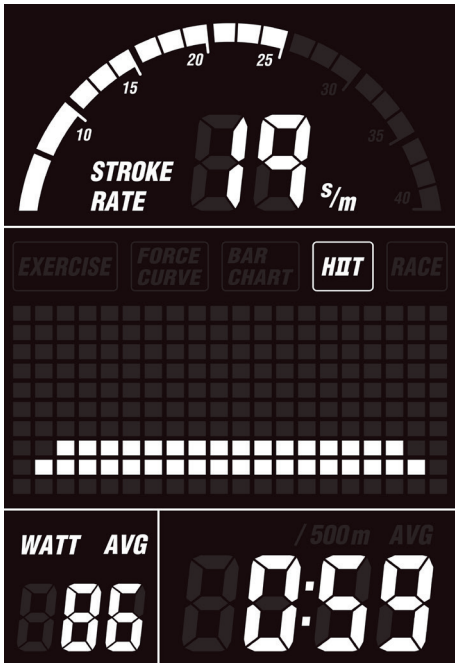 10 15 20 25 30 35 40
STROKE
RATE
19 s/m
EXERCISE FORCE CURVE BAR CHART HIIT RACE
WATT AVG
86
/ 500 m AVG
0:59